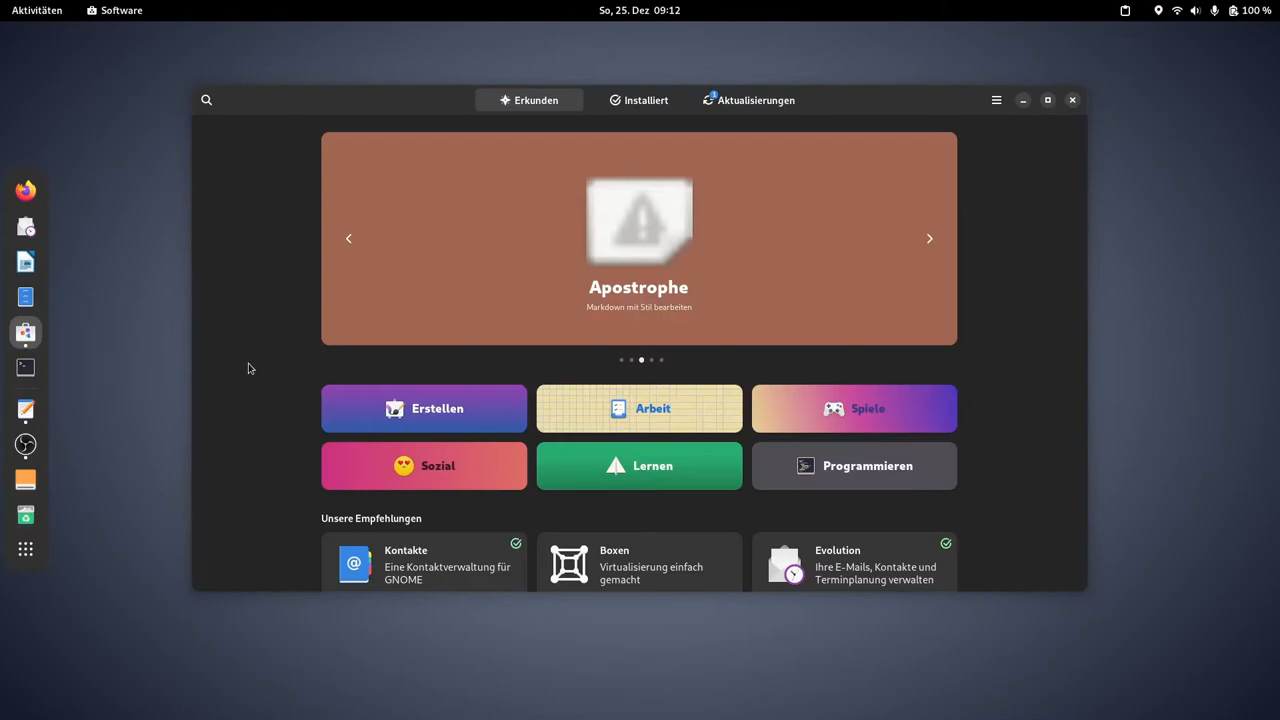 Aktivitäten Software So, 25. Dez 09:12 100 %
Erkunden Installiert 1 Aktualisierungen
Apostrophe
Markdown mit Stil bearbeiten
Erstellen Arbeit Spiele
Sozial Lernen Programmieren
Unsere Empfehlungen
Kontakte
Eine Kontaktverwaltung für
GNOME
Boxen
Virtualisierung einfach
gemacht
Evolution
Ihre E-Mails, Kontakte und
Terminplanung verwalten